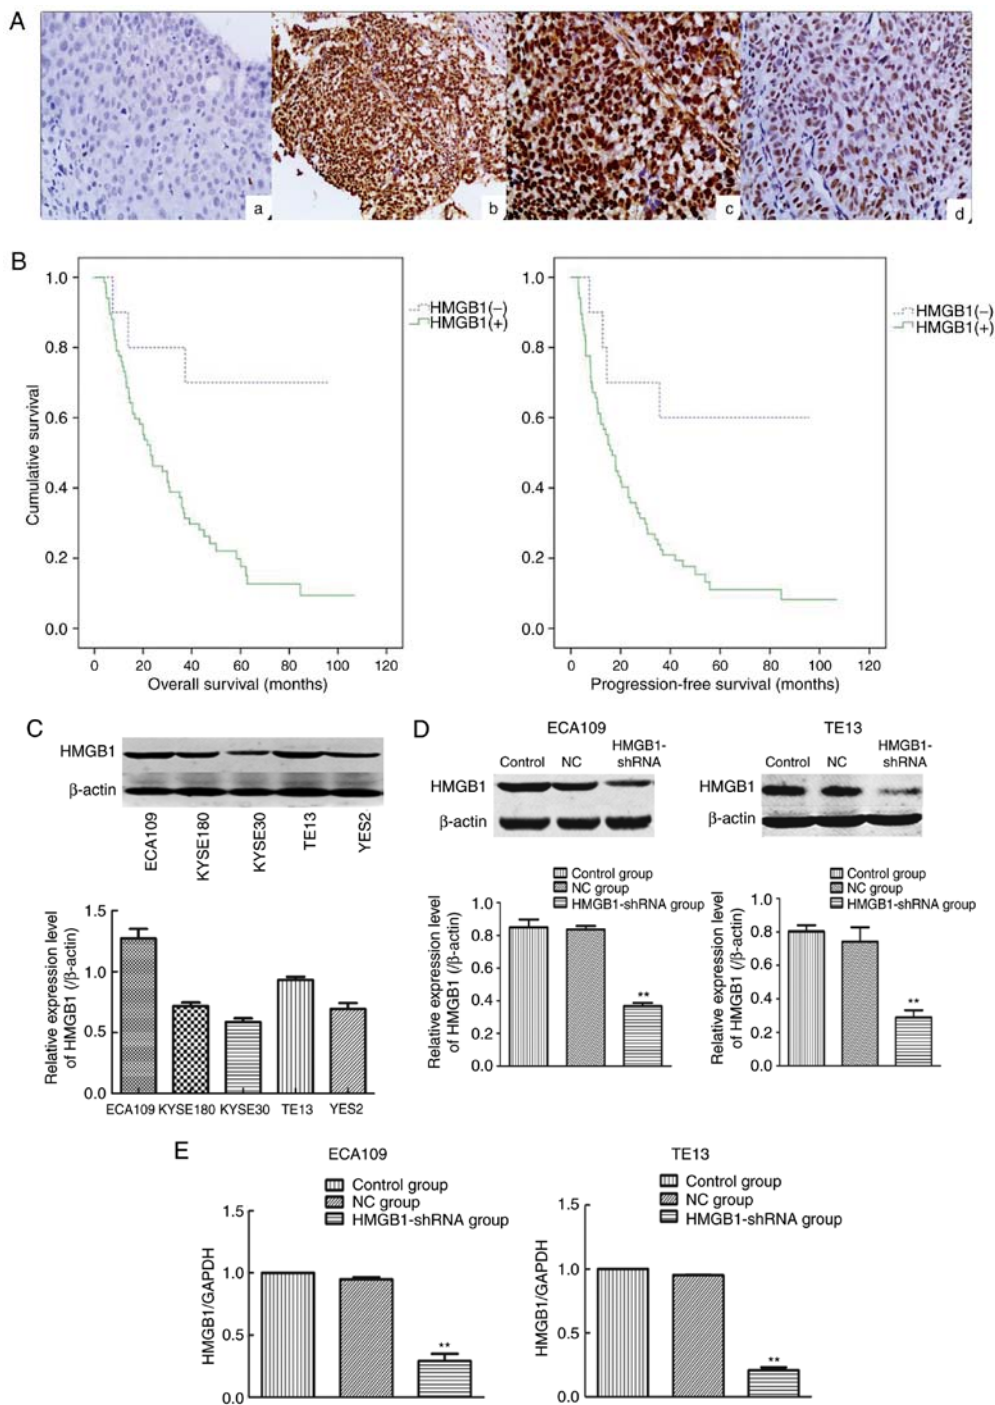 A
a
b
c
d
B
1.0
0.8
0.6
0.4
0.2
0.0
Cumulative survival
HMGB1(−)
HMGB1(+)
0 20 40 60 80 100 120
Overall survival (months)
1.0
0.8
0.6
0.4
0.2
0.0
HMGB1(−)
HMGB1(+)
0 20 40 60 80 100 120
Progression-free survival (months)
C
HMGB1
β-actin
ECA109
KYSE180
KYSE30
TE13
YES2
Relative expression level
of HMGB1 (/β-actin)
1.5
1.0
0.5
0.0
ECA109 KYSE180 KYSE30 TE13 YES2
D
ECA109
Control NC HMGB1-
shRNA
HMGB1
β-actin
Control group
NC group
HMGB1-shRNA group
Relative expression level
of HMGB1 (/β-actin)
1.0
0.8
0.6
0.4
0.2
0.0
**
TE13
Control NC HMGB1-
shRNA
HMGB1
β-actin
Control group
NC group
HMGB1-shRNA group
Relative expression level
of HMGB1 (/β-actin)
1.0
0.8
0.6
0.4
0.2
0.0
**
E
ECA109
Control group
NC group
HMGB1-shRNA group
HMGB1/GAPDH
1.5
1.0
0.5
0.0
**
TE13
Control group
NC group
HMGB1-shRNA group
HMGB1/GAPDH
1.5
1.0
0.5
0.0
**